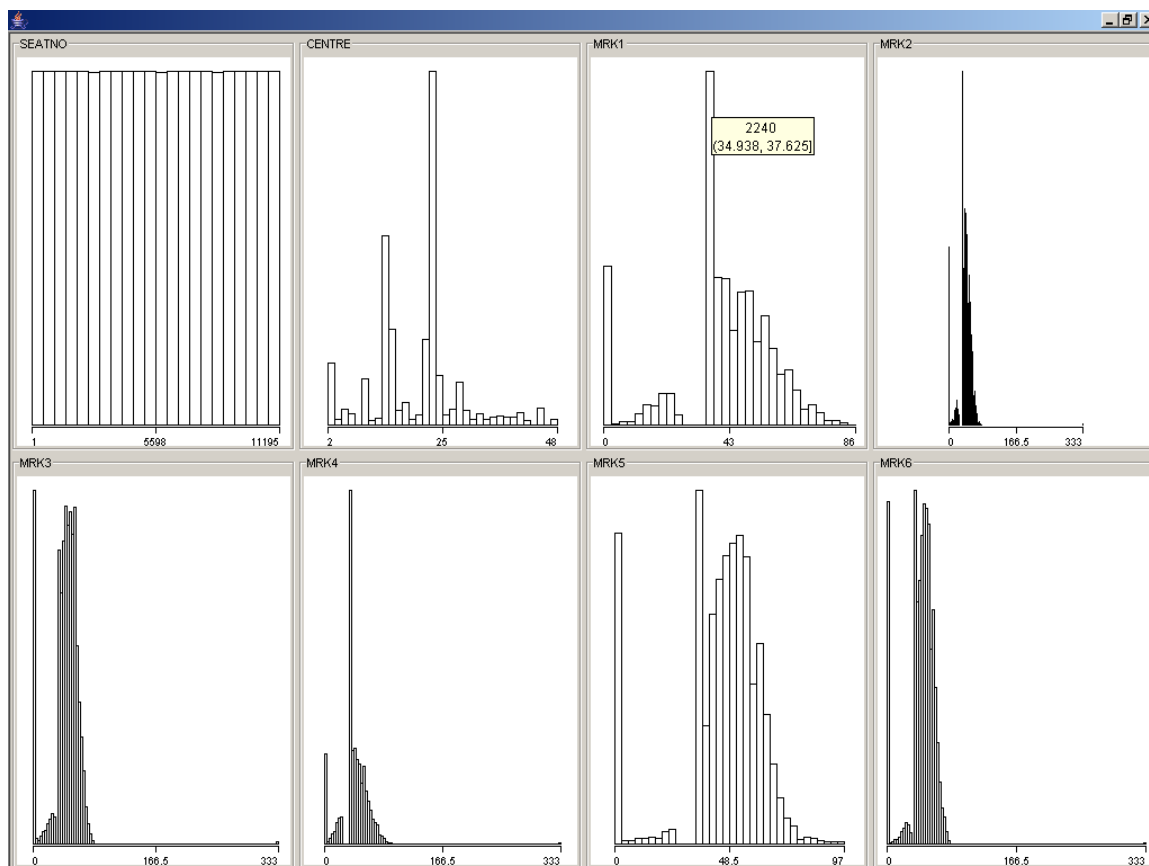 SEATNO
CENTRE
MRK1
MRK2
2240
(34.938, 37.625]
1 5598 11195
2 25 48
0 43 86
0 166.5 333
MRK3
MRK4
MRK5
MRK6
0 166.5 333
0 166.5 333
0 48.5 97
0 166.5 333